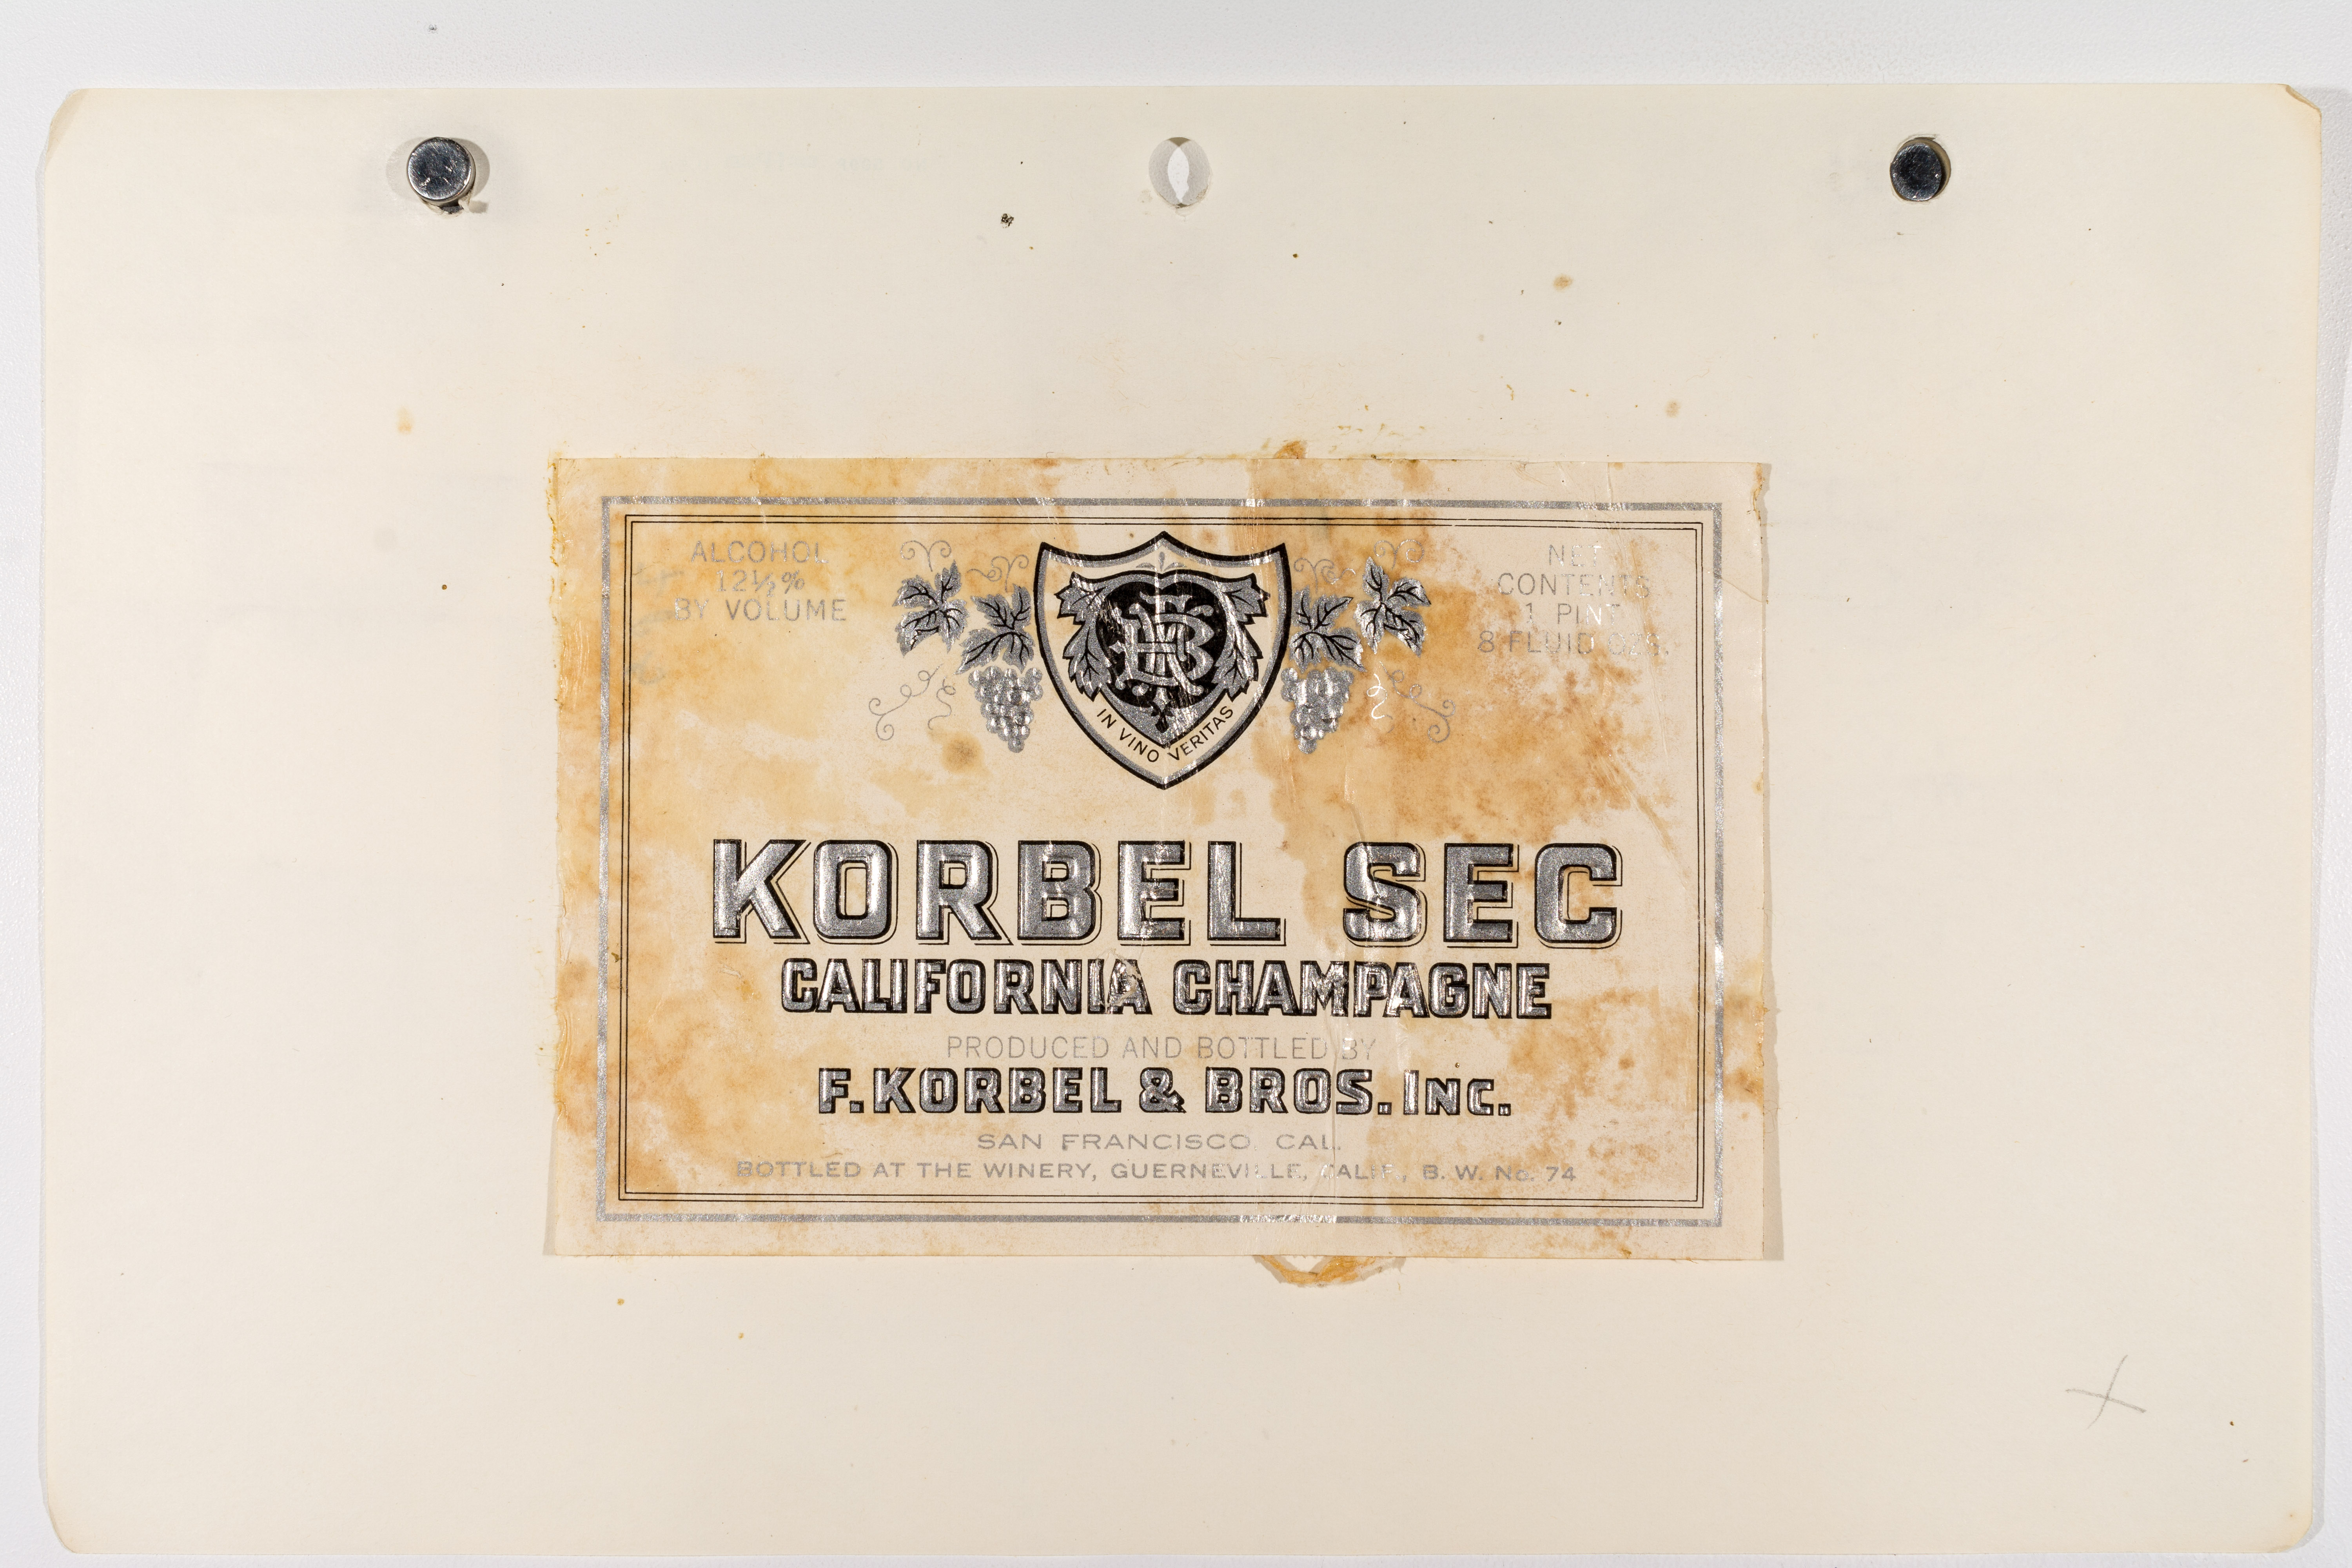 ALCOHOL
12½%
BY VOLUME
NET
CONTENTS
1 PINT
8 FLUID OZS.
IN VINO VERITAS
KORBEL SEC
CALIFORNIA CHAMPAGNE
PRODUCED AND BOTTLED BY
F. KORBEL & BROS. INC.
SAN FRANCISCO, CAL.
BOTTLED AT THE WINERY, GUERNEVILLE, CALIF., B. W. No. 74